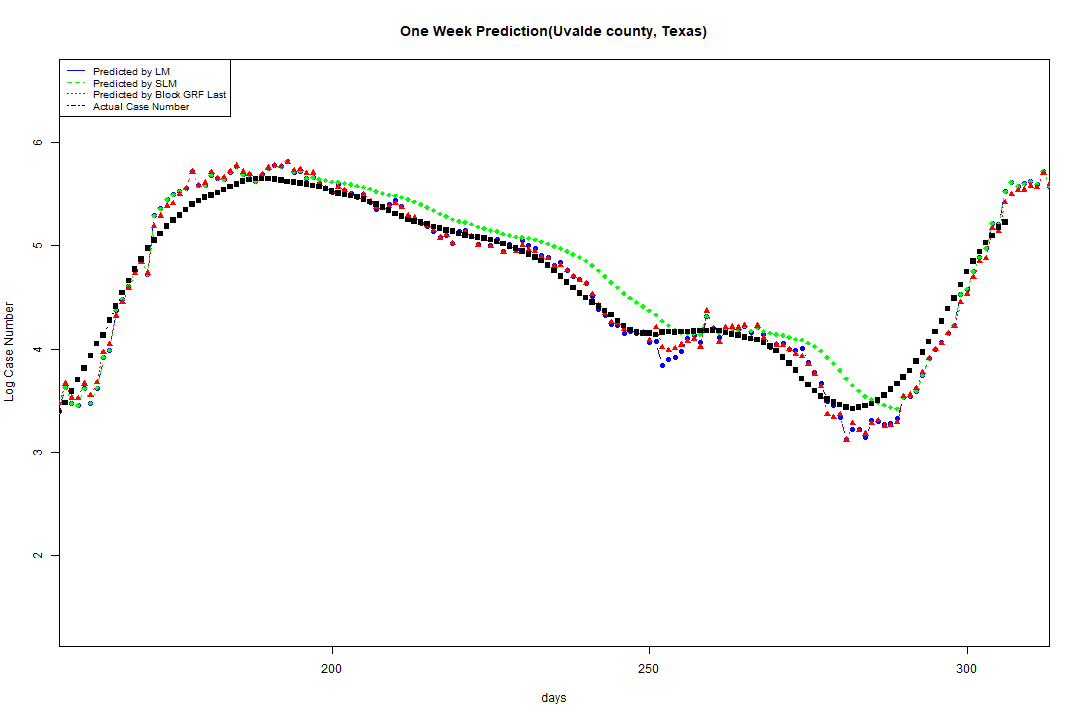 One Week Prediction(Uvalde county, Texas)
Predicted by LM
Predicted by SLM
Predicted by Block GRF Last
Actual Case Number
6
5
4
3
2
Log Case Number
200
250
300
days